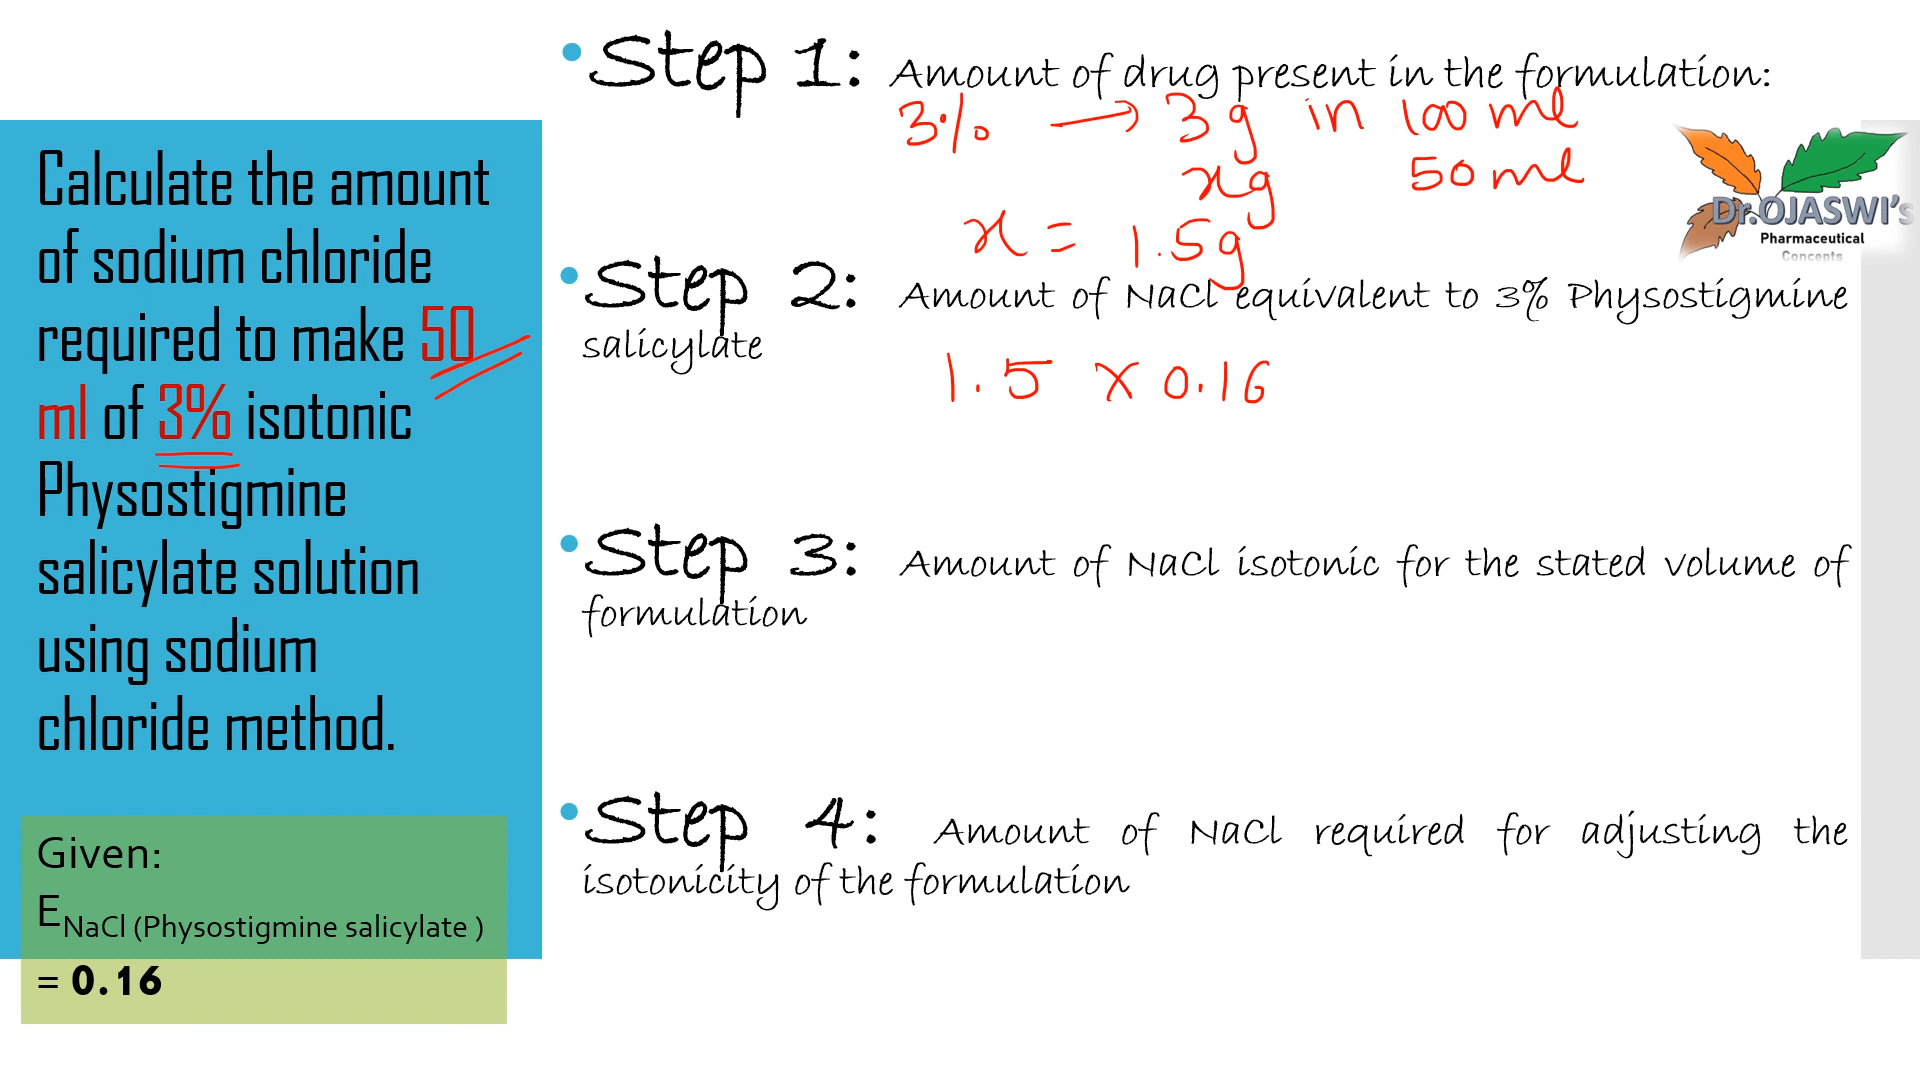 Calculate the amount
of sodium chloride
required to make 50
ml of 3% isotonic
Physostigmine
salicylate solution
using sodium
chloride method.
Given:
E NaCl (Physostigmine salicylate )
= 0.16
• Step 1: Amount of drug present in the formulation:
3% → 3g in 100 ml
xg 50 ml
x = 1.5g
• Step 2: Amount of NaCl equivalent to 3% Physostigmine
salicylate
1.5 × 0.16
• Step 3: Amount of NaCl isotonic for the stated volume of
formulation
• Step 4: Amount of NaCl required for adjusting the
isotonicity of the formulation
Dr.OJASWI's
Pharmaceutical
Concepts